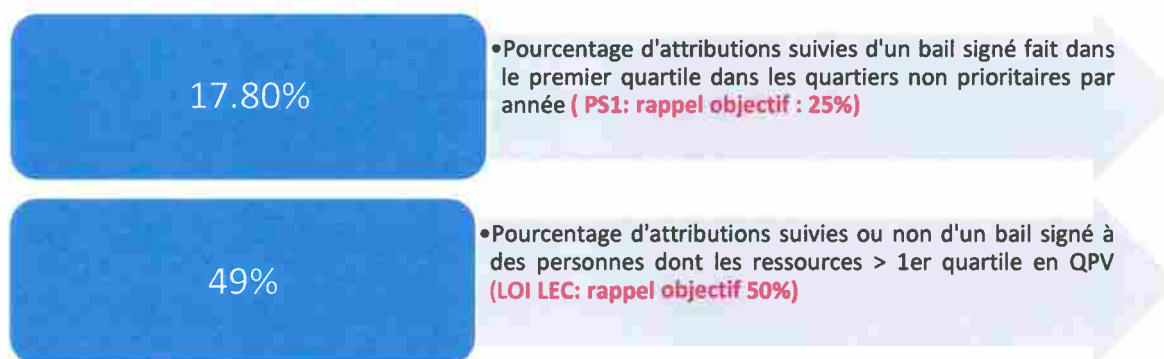 17.80%
•Pourcentage d'attributions suivies d'un bail signé fait dans
le premier quartile dans les quartiers non prioritaires par
année ( PS1: rappel objectif : 25%)
49%
•Pourcentage d'attributions suivies ou non d'un bail signé à
des personnes dont les ressources > 1er quartile en QPV
(LOI LEC: rappel objectif 50%)